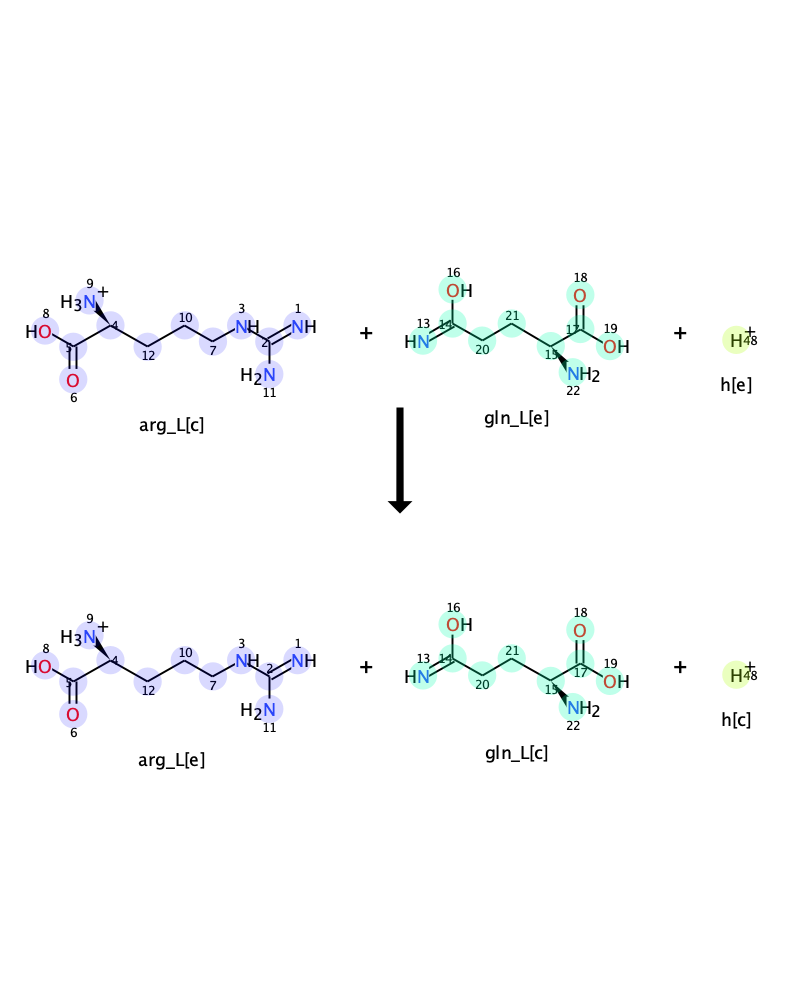 9
H3N+
8
HO
4
5
O
6
12
10
7
3
NH
2
1
NH
H2N
11
arg_L[c]
+
16
OH
13
HN
14
20
21
15
17
18
O
19
OH
NH2
22
gln_L[e]
+
H+
48
h[e]
9
H3N+
8
HO
4
5
O
6
12
10
7
3
NH
2
1
NH
H2N
11
arg_L[e]
+
16
OH
13
HN
14
20
21
15
17
18
O
19
OH
NH2
22
gln_L[c]
+
H+
48
h[c]